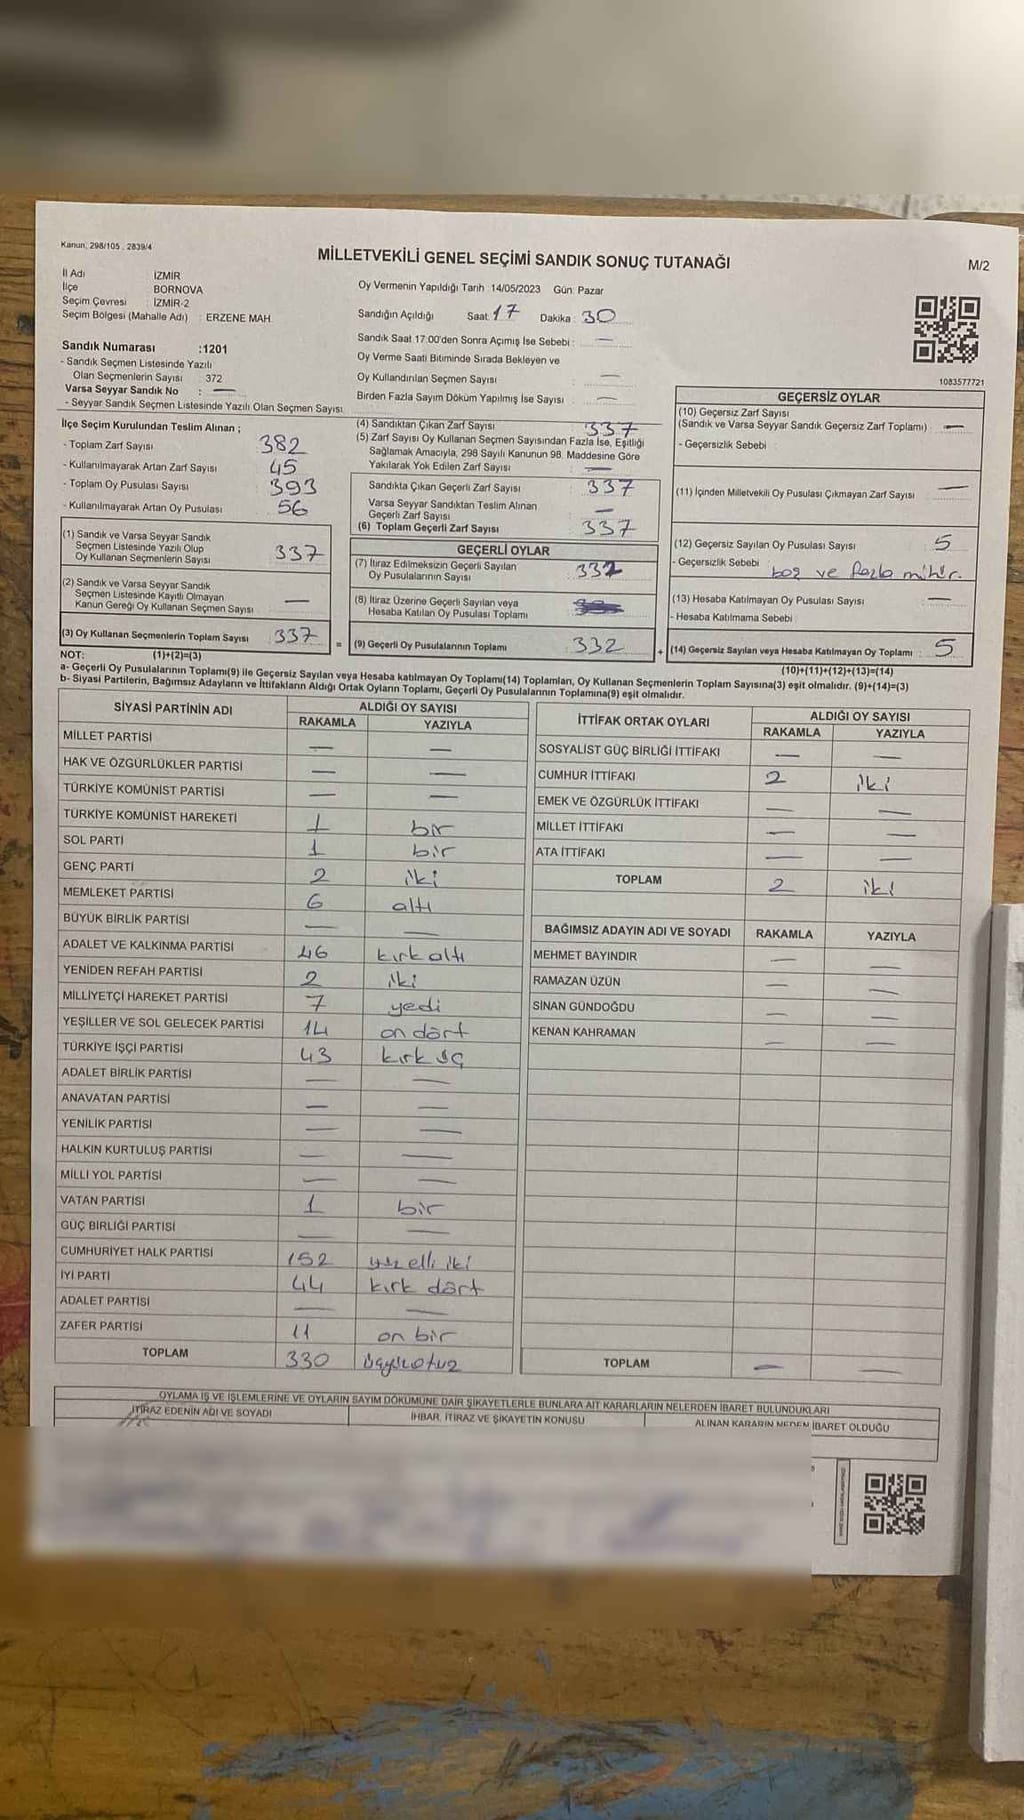 Kanun, 298/105 , 2839/4
MİLLETVEKİLİ GENEL SEÇİMİ SANDIK SONUÇ TUTANAĞI
M/2
İl Adı İZMİR
İlçe BORNOVA
Seçim Çevresi : İZMİR-2
Seçim Bölgesi (Mahalle Adı) : ERZENE MAH.
Oy Vermenin Yapıldığı Tarih :14/05/2023 Gün: Pazar
Sandığın Açıldığı Saat: 17 Dakika: 30
Sandık Saat 17:00'den Sonra Açımış İse Sebebi : —
Oy Verme Saati Bitiminde Sırada Bekleyen ve
Oy Kullandırılan Seçmen Sayısı : —
Birden Fazla Sayım Döküm Yapılmış İse Sayısı : —
1083577721
Sandık Numarası :1201
- Sandık Seçmen Listesinde Yazılı
Olan Seçmenlerin Sayısı : 372
Varsa Seyyar Sandık No : —
- Seyyar Sandık Seçmen Listesinde Yazılı Olan Seçmen Sayısı
İlçe Seçim Kurulundan Teslim Alınan ;
- Toplam Zarf Sayısı 382
- Kullanılmayarak Artan Zarf Sayısı 45
- Toplam Oy Pusulası Sayısı 393
- Kullanılmayarak Artan Oy Pusulası 56
(1) Sandık ve Varsa Seyyar Sandık
Seçmen Listesinde Yazılı Olup
Oy Kullanan Seçmenlerin Sayısı 337
(2) Sandık ve Varsa Seyyar Sandık
Seçmen Listesinde Kayıtlı Olmayan
Kanun Gereği Oy Kullanan Seçmen Sayısı —
(3) Oy Kullanan Seçmenlerin Toplam Sayısı 337 =
(1)+(2)=(3)
(4) Sandıktan Çıkan Zarf Sayısı 337
(5) Zarf Sayısı Oy Kullanan Seçmen Sayısından Fazla İse, Eşitliği
Sağlamak Amacıyla, 298 Sayılı Kanunun 98. Maddesine Göre
Yakılarak Yok Edilen Zarf Sayısı : —
Sandıkta Çıkan Geçerli Zarf Sayısı : 337
Varsa Seyyar Sandıktan Teslim Alınan
Geçerli Zarf Sayısı —
(6) Toplam Geçerli Zarf Sayısı : 337
GEÇERLİ OYLAR
(7) İtiraz Edilmeksizin Geçerli Sayılan
Oy Pusulalarının Sayısı 332
(8) İtiraz Üzerine Geçerli Sayılan veya
Hesaba Katılan Oy Pusulası Toplamı
(9) Geçerli Oy Pusulalarının Toplamı 332 +
GEÇERSİZ OYLAR
(10) Geçersiz Zarf Sayısı
(Sandık ve Varsa Seyyar Sandık Geçersiz Zarf Toplamı) : —
- Geçersizlik Sebebi :
(11) İçinden Milletvekili Oy Pusulası Çıkmayan Zarf Sayısı —
(12) Geçersiz Sayılan Oy Pusulası Sayısı 5
- Geçersizlik Sebebi boş ve fazla mühür.
(13) Hesaba Katılmayan Oy Pusulası Sayısı : —
- Hesaba Katılmama Sebebi :
(14) Geçersiz Sayılan veya Hesaba Katılmayan Oy Toplamı : 5
(10)+(11)+(12)+(13)=(14)
NOT:
a- Geçerli Oy Pusulalarının Toplamı(9) ile Geçersiz Sayılan veya Hesaba katılmayan Oy Toplamı(14) Toplamları, Oy Kullanan Seçmenlerin Toplam Sayısına(3) eşit olmalıdır. (9)+(14)=(3)
b- Siyasi Partilerin, Bağımsız Adayların ve İttifakların Aldığı Ortak Oyların Toplamı, Geçerli Oy Pusulalarının Toplamına(9) eşit olmalıdır.
SİYASİ PARTİNİN ADI ALDIĞI OY SAYISI
RAKAMLA YAZIYLA
MİLLET PARTİSİ — —
HAK VE ÖZGÜRLÜKLER PARTİSİ — —
TÜRKİYE KOMÜNİST PARTİSİ — —
TÜRKİYE KOMÜNİST HAREKETİ 1 bir
SOL PARTİ 1 bir
GENÇ PARTİ 2 iki
MEMLEKET PARTİSİ 6 altı
BÜYÜK BİRLİK PARTİSİ — —
ADALET VE KALKINMA PARTİSİ 46 kırk altı
YENİDEN REFAH PARTİSİ 2 iki
MİLLİYETÇİ HAREKET PARTİSİ 7 yedi
YEŞİLLER VE SOL GELECEK PARTİSİ 14 on dört
TÜRKİYE İŞÇİ PARTİSİ 43 kırk üç
ADALET BİRLİK PARTİSİ — —
ANAVATAN PARTİSİ — —
YENİLİK PARTİSİ — —
HALKIN KURTULUŞ PARTİSİ — —
MİLLİ YOL PARTİSİ — —
VATAN PARTİSİ 1 bir
GÜÇ BİRLİĞİ PARTİSİ — —
CUMHURİYET HALK PARTİSİ 152 yüz elli iki
İYİ PARTİ 44 kırk dört
ADALET PARTİSİ — —
ZAFER PARTİSİ 11 on bir
TOPLAM 330 üçyüzotuz
İTTİFAK ORTAK OYLARI ALDIĞI OY SAYISI
RAKAMLA YAZIYLA
SOSYALİST GÜÇ BİRLİĞİ İTTİFAKI — —
CUMHUR İTTİFAKI 2 iki
EMEK VE ÖZGÜRLÜK İTTİFAKI — —
MİLLET İTTİFAKI — —
ATA İTTİFAKI — —
TOPLAM 2 iki
BAĞIMSIZ ADAYIN ADI VE SOYADI RAKAMLA YAZIYLA
MEHMET BAYINDIR — —
RAMAZAN ÜZÜN — —
SİNAN GÜNDOĞDU — —
KENAN KAHRAMAN — —
TOPLAM — —
OYLAMA İŞ VE İŞLEMLERİNE VE OYLARIN SAYIM DÖKÜMÜNE DAİR ŞİKAYETLERLE BUNLARA AİT KARARLARIN NELERDEN İBARET BULUNDUKLARI
İTİRAZ EDENİN ADI VE SOYADI İHBAR, İTİRAZ VE ŞİKAYETİN KONUSU ALINAN KARARIN NEDEN İBARET OLDUĞU